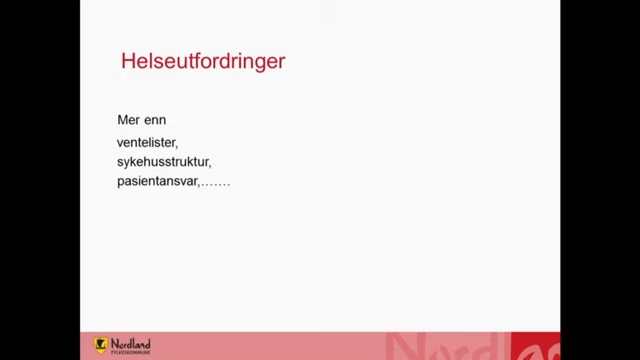 Helseutfordringer
Mer enn
ventelister,
sykehusstruktur,
pasientansvar,…….
Nordland
FYLKESKOMMUNE